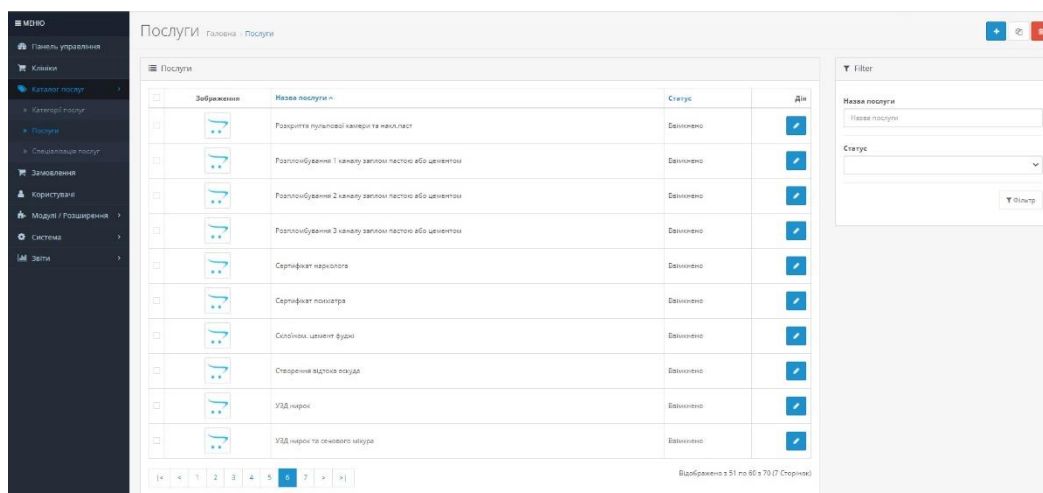 МЕНЮ
Панель управління
Клініки
Каталог послуг
Категорії послуг
Послуги
Спеціалізація послуг
Замовлення
Користувачі
Модулі / Розширення
Система
Звіти
Послуги
Головна
Послуги
Послуги
Зображення Назва послуги Статус Дія
Розкриття пульпової камери та накл.паст Ввімкнено
Розпломбування 1 каналу заплом пастою або цементом Ввімкнено
Розпломбування 2 каналу заплом пастою або цементом Ввімкнено
Розпломбування 3 каналу заплом пастою або цементом Ввімкнено
Сертифікат нарколога Ввімкнено
Сертифікат психіатра Ввімкнено
Склоіном. цемент фуджі Ввімкнено
Створення відтока ескуда Ввімкнено
УЗД нирок Ввімкнено
УЗД нирок та сечового міхура Ввімкнено
|< < 1 2 3 4 5 6 7 > >|
Відображено з 51 по 60 з 70 (7 Сторінок)
Filter
Назва послуги
Назва послуги
Статус
Фільтр